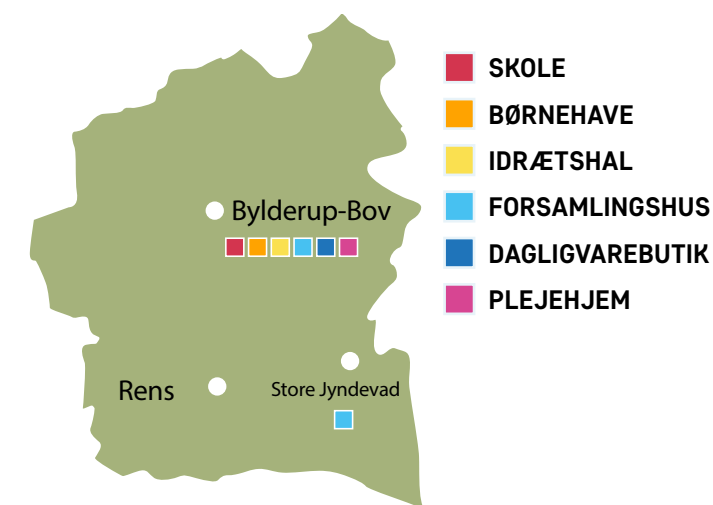 Bylderup-Bov
Rens
Store Jyndevad
SKOLE
BØRNEHAVE
IDRÆTSHAL
FORSAMLINGSHUS
DAGLIGVAREBUTIK
PLEJEHJEM